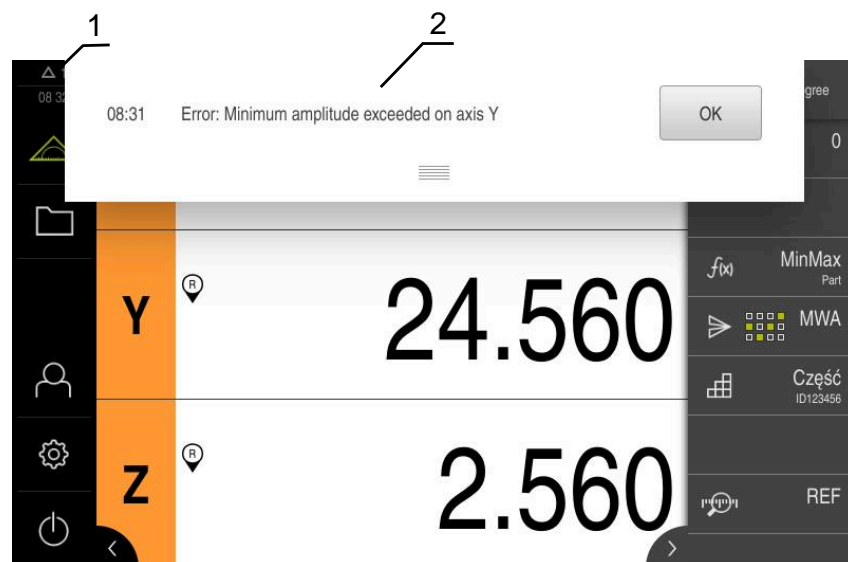 1
2
08:31 Error: Minimum amplitude exceeded on axis Y OK
0
f(x) MinMax
Part
Y R 24.560
MWA
Część
ID123456
Z R 2.560
REF